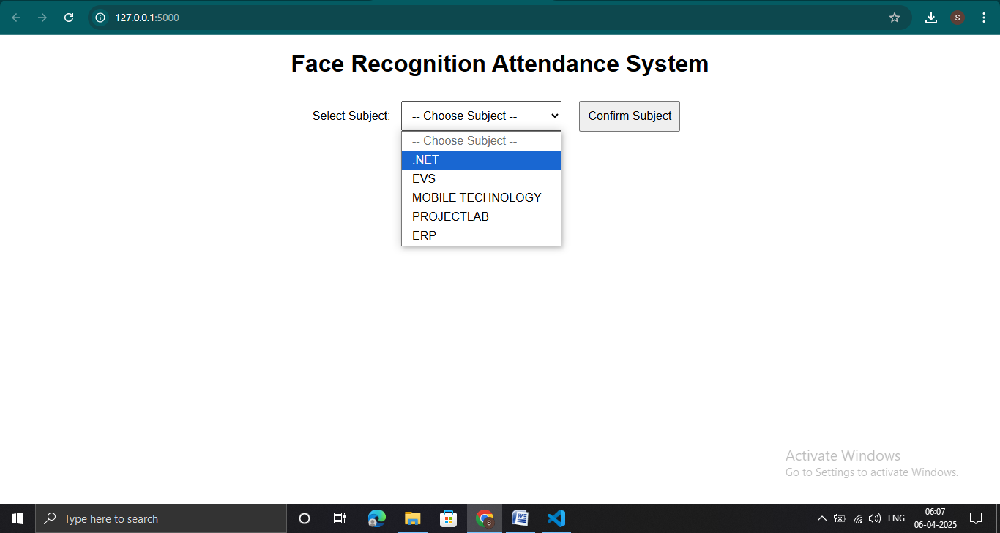 127.0.0.1:5000
S
Face Recognition Attendance System
Select Subject: -- Choose Subject -- Confirm Subject
-- Choose Subject --
.NET
EVS
MOBILE TECHNOLOGY
PROJECTLAB
ERP
Activate Windows
Go to Settings to activate Windows.
Type here to search
S
W
ENG
06:07
06-04-2025